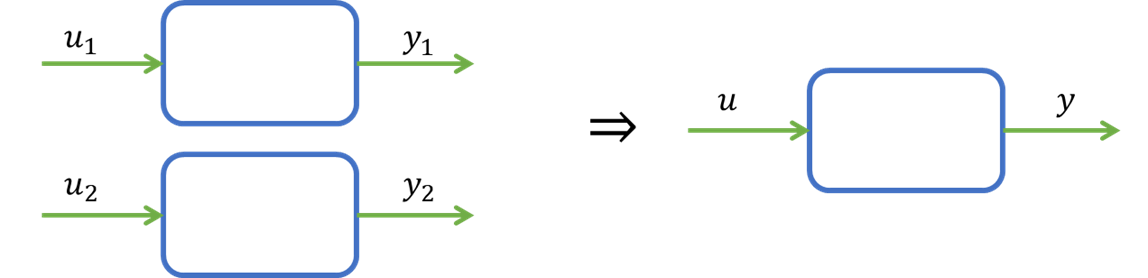 u₁ y₁
u₂ y₂
⇒
u y